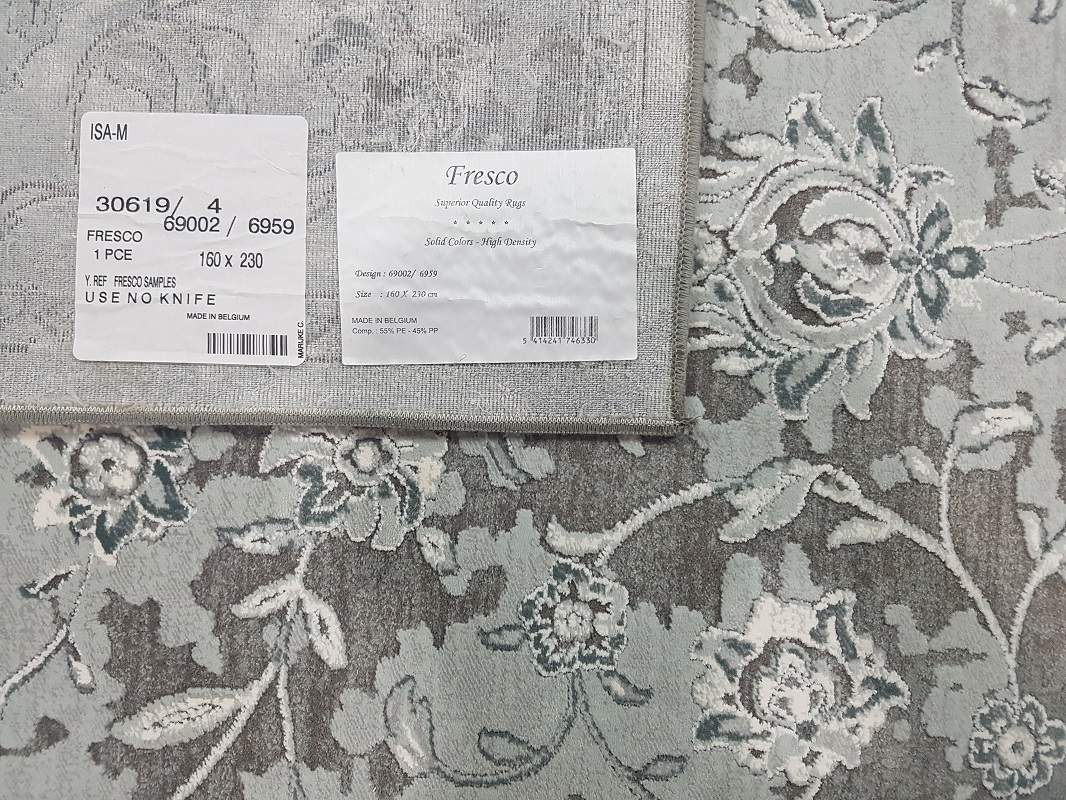 ISA-M
30619/ 4
69002 / 6959
FRESCO
1 PCE
160 x 230
Y. REF FRESCO SAMPLES
USE NO KNIFE
MADE IN BELGIUM
MARIJKE C.
Fresco
Superior Quality Rugs
* * * * *
Solid Colors - High Density
Design : 69002/ 6959
Size : 160 X 230 cm
MADE IN BELGIUM
Comp. : 55% PE - 45% PP
5 414241 746330